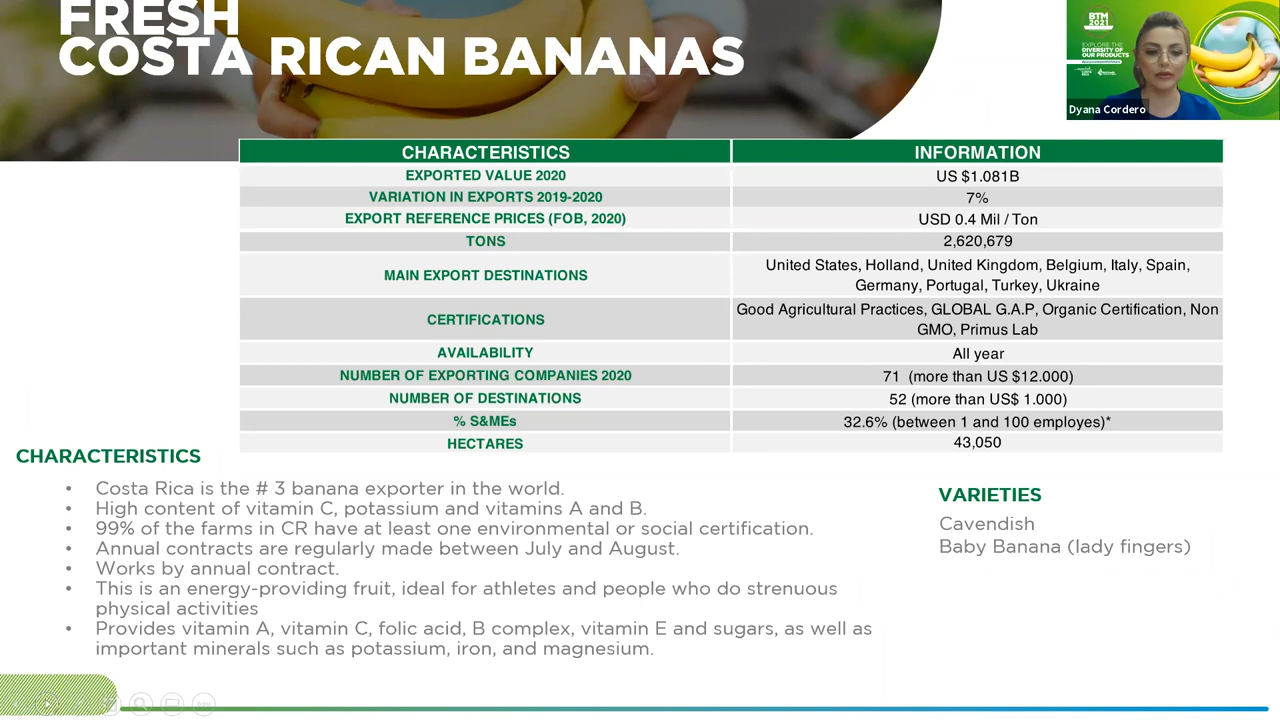 FRESH
COSTA RICAN BANANAS
BTM
2021
EXPLORE THE
DIVERSITY OF
OUR PRODUCTS
Dyana Cordero
CHARACTERISTICS INFORMATION
EXPORTED VALUE 2020 US $1.081B
VARIATION IN EXPORTS 2019-2020 7%
EXPORT REFERENCE PRICES (FOB, 2020) USD 0.4 Mil / Ton
TONS 2,620,679
MAIN EXPORT DESTINATIONS United States, Holland, United Kingdom, Belgium, Italy, Spain,
Germany, Portugal, Turkey, Ukraine
CERTIFICATIONS Good Agricultural Practices, GLOBAL G.A.P, Organic Certification, Non
GMO, Primus Lab
AVAILABILITY All year
NUMBER OF EXPORTING COMPANIES 2020 71 (more than US $12.000)
NUMBER OF DESTINATIONS 52 (more than US$ 1.000)
% S&MEs 32.6% (between 1 and 100 employes)*
HECTARES 43,050
CHARACTERISTICS
• Costa Rica is the # 3 banana exporter in the world.
• High content of vitamin C, potassium and vitamins A and B.
• 99% of the farms in CR have at least one environmental or social certification.
• Annual contracts are regularly made between July and August.
• Works by annual contract.
• This is an energy-providing fruit, ideal for athletes and people who do strenuous
physical activities
• Provides vitamin A, vitamin C, folic acid, B complex, vitamin E and sugars, as well as
important minerals such as potassium, iron, and magnesium.
VARIETIES
Cavendish
Baby Banana (lady fingers)